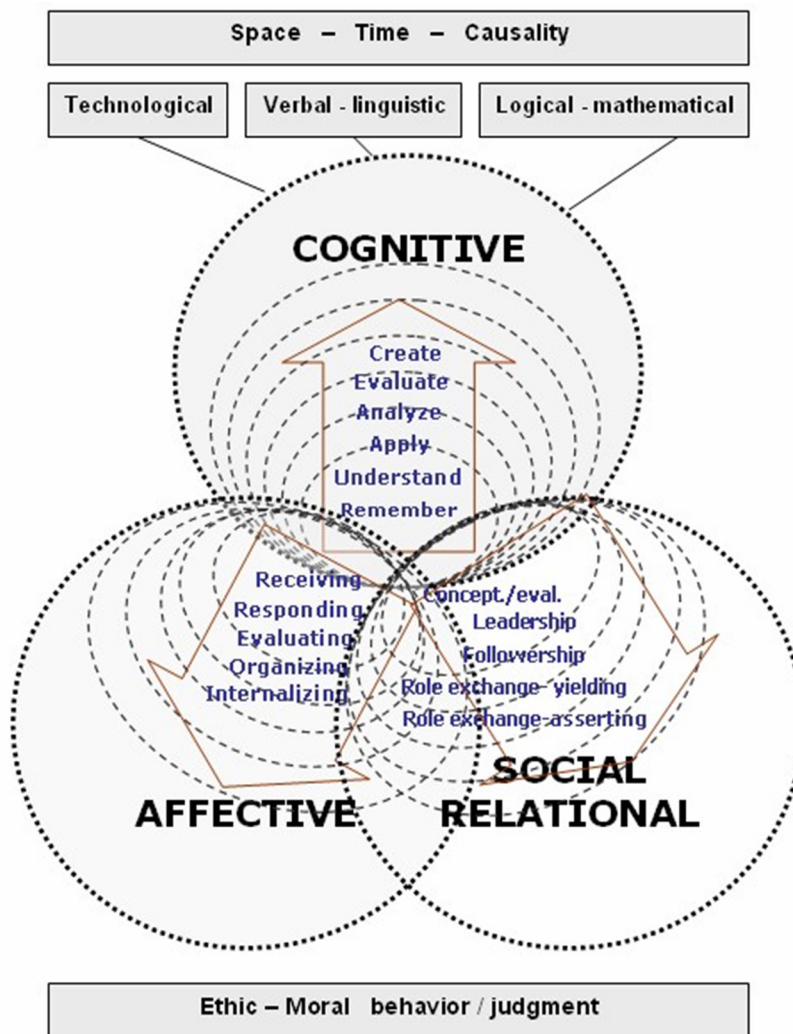 Space – Time – Causality
Technological
Verbal - linguistic
Logical - mathematical
COGNITIVE
Create
Evaluate
Analyze
Apply
Understand
Remember
Receiving
Responding
Evaluating
Organizing
Internalizing
Concept./eval.
Leadership
Followership
Role exchange- yielding
Role exchange-asserting
AFFECTIVE
SOCIAL
RELATIONAL
Ethic – Moral behavior / judgment